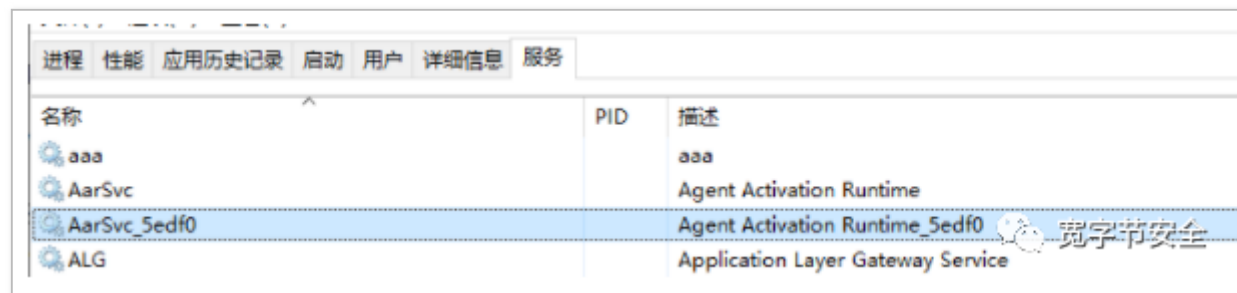 进程 性能 应用历史记录 启动 用户 详细信息 服务
名称 PID 描述
aaa aaa
AarSvc Agent Activation Runtime
AarSvc_5edf0 Agent Activation Runtime_5edf0
宽字节安全
ALG Application Layer Gateway Service